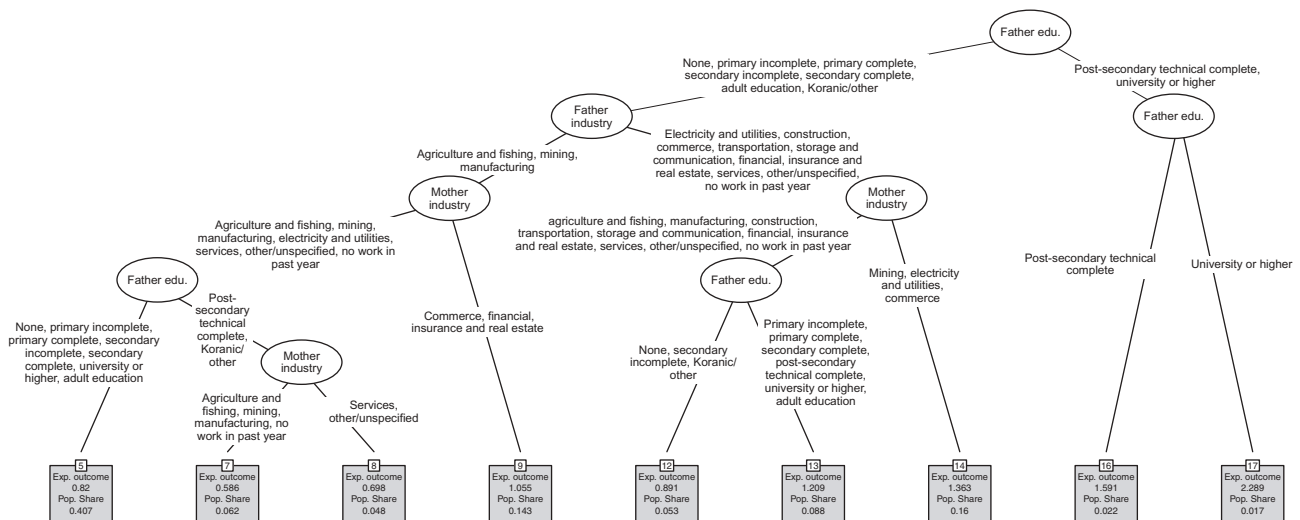 Father edu.
None, primary incomplete, primary complete,
secondary incomplete, secondary complete,
adult education, Koranic/other
Post-secondary technical complete,
university or higher
Father
industry
Father edu.
Agriculture and fishing, mining,
manufacturing
Electricity and utilities, construction,
commerce, transportation, storage and
communication, financial, insurance and
real estate, services, other/unspecified,
no work in past year
Mother
industry
Mother
industry
Agriculture and fishing, mining,
manufacturing, electricity and utilities,
services, other/unspecified, no work in
past year
agriculture and fishing, manufacturing, construction,
transportation, storage and communication, financial, insurance
and real estate, services, other/unspecified, no work in past year
Post-secondary technical
complete
University or higher
Father edu.
Father edu.
Mining, electricity
and utilities,
commerce
Post-
secondary
technical
complete,
Koranic/
other
Commerce, financial,
insurance and real estate
None, primary incomplete,
primary complete, secondary
incomplete, secondary
complete, university or
higher, adult education
Mother
industry
None, secondary
incomplete, Koranic/
other
Primary incomplete,
primary complete,
secondary complete,
post-secondary
technical complete,
university or higher,
adult education
Agriculture and
fishing, mining,
manufacturing, no
work in past year
Services,
other/unspecified
5
Exp. outcome
0.82
Pop. Share
0.407
7
Exp. outcome
0.586
Pop. Share
0.062
8
Exp. outcome
0.698
Pop. Share
0.048
9
Exp. outcome
1.055
Pop. Share
0.143
12
Exp. outcome
0.891
Pop. Share
0.053
13
Exp. outcome
1.209
Pop. Share
0.088
14
Exp. outcome
1.363
Pop. Share
0.16
16
Exp. outcome
1.591
Pop. Share
0.022
17
Exp. outcome
2.289
Pop. Share
0.017